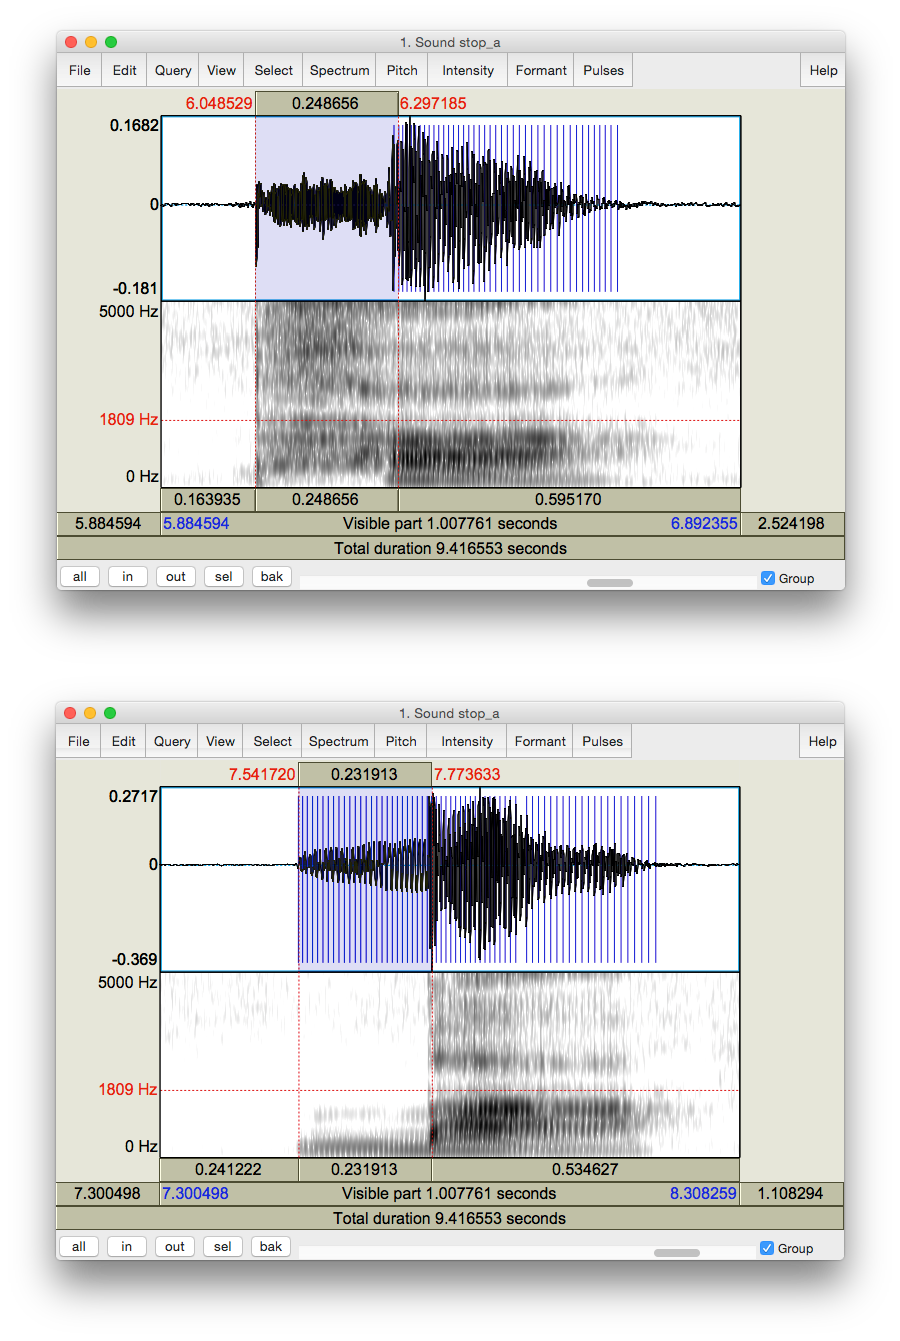 1. Sound stop_a
File Edit Query View Select Spectrum Pitch Intensity Formant Pulses Help
6.048529 0.248656 6.297185
0.1682
0
-0.181
5000 Hz
1809 Hz
0 Hz
0.163935 0.248656 0.595170
5.884594 5.884594 Visible part 1.007761 seconds 6.892355 2.524198
Total duration 9.416553 seconds
all in out sel bak Group
1. Sound stop_a
File Edit Query View Select Spectrum Pitch Intensity Formant Pulses Help
7.541720 0.231913 7.773633
0.2717
0
-0.369
5000 Hz
1809 Hz
0 Hz
0.241222 0.231913 0.534627
7.300498 7.300498 Visible part 1.007761 seconds 8.308259 1.108294
Total duration 9.416553 seconds
all in out sel bak Group